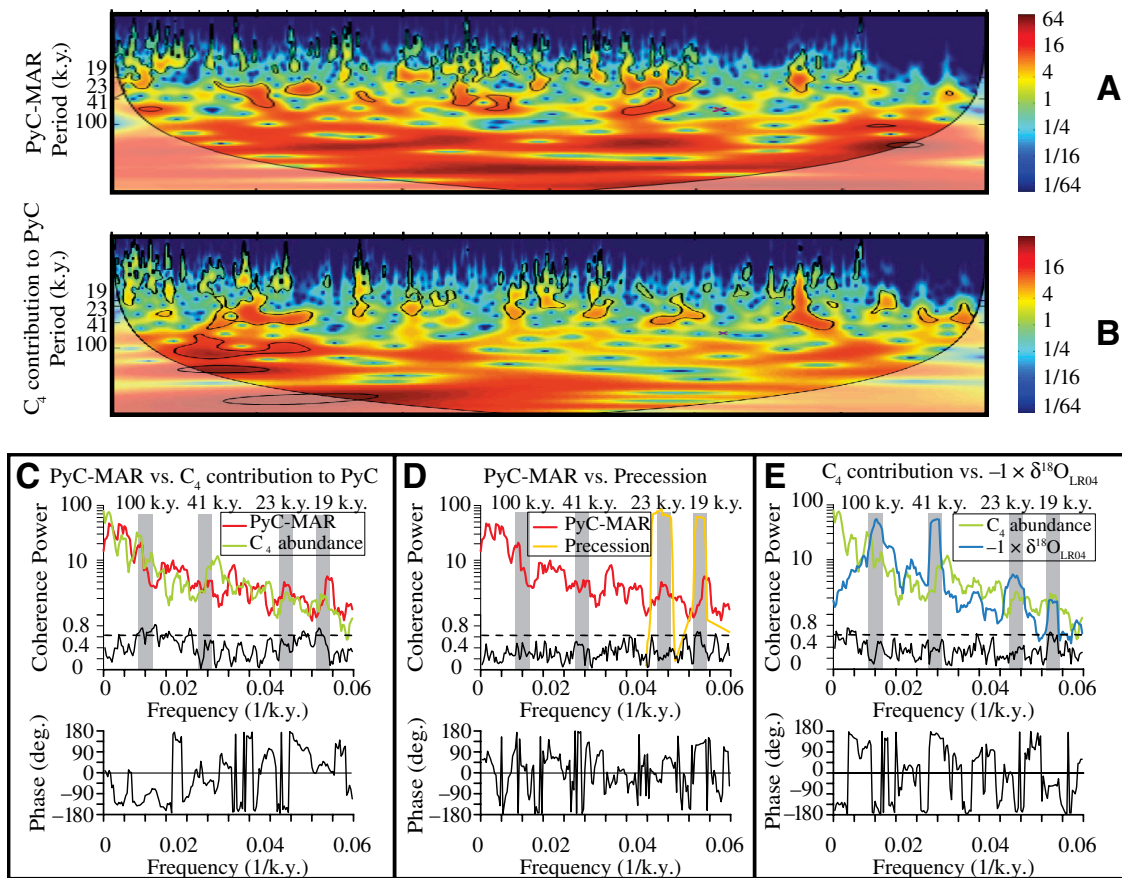 PyC-MAR
Period (k.y.)
19
23
41
100
64
16
4
1
1/4
1/16
1/64
A
C₄ contribution to PyC
Period (k.y.)
19
23
41
100
16
4
1
1/4
1/16
1/64
B
C PyC-MAR vs. C₄ contribution to PyC
100 k.y. 41 k.y. 23 k.y. 19 k.y.
PyC-MAR
C₄ abundance
Coherence Power
100
10
0.8
0.4
0
0 0.02 0.04 0.06
Frequency (1/k.y.)
Phase (deg.)
180
90
0
−90
−180
0 0.02 0.04 0.06
Frequency (1/k.y.)
D PyC-MAR vs. Precession
100 k.y. 41 k.y. 23 k.y. 19 k.y.
PyC-MAR
Precession
Coherence Power
100
10
0.8
0.4
0
0 0.02 0.04 0.06
Frequency (1/k.y.)
Phase (deg.)
180
90
0
−90
−180
0 0.02 0.04 0.06
Frequency (1/k.y.)
E C₄ contribution vs. −1 × δ¹⁸O_LR04
100 k.y. 41 k.y. 23 k.y. 19 k.y.
C₄ abundance
−1 × δ¹⁸O_LR04
Coherence Power
100
10
0.8
0.4
0
0 0.02 0.04 0.06
Frequency (1/k.y.)
Phase (deg.)
180
90
0
−90
−180
0 0.02 0.04 0.06
Frequency (1/k.y.)